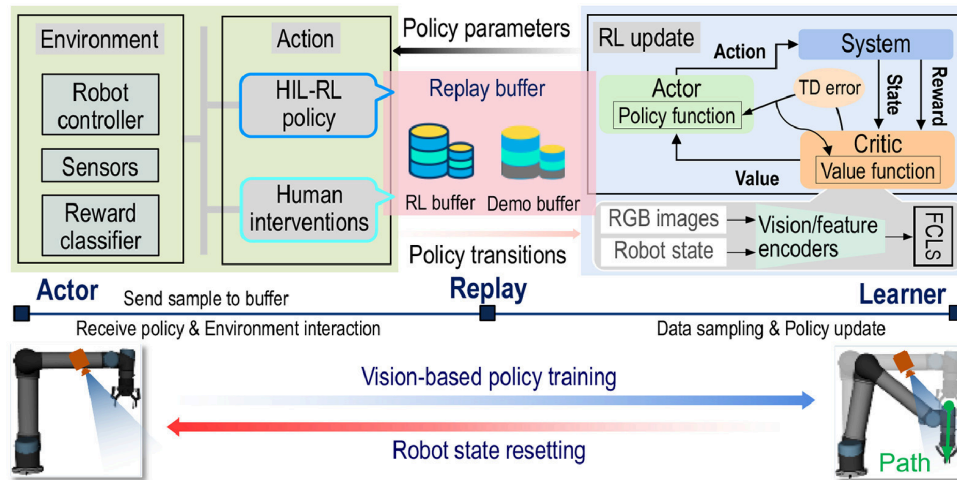 Environment
Robot
controller
Sensors
Reward
classifier
Action
HIL-RL
policy
Human
interventions
Policy parameters
Replay buffer
RL buffer
Demo buffer
Policy transitions
RL update
Action
System
Actor
Policy function
TD error
State
Reward
Critic
Value function
Value
RGB images
Robot state
Vision/feature
encoders
FCLS
Actor
Replay
Learner
Send sample to buffer
Receive policy & Environment interaction
Data sampling & Policy update
Vision-based policy training
Robot state resetting
Path